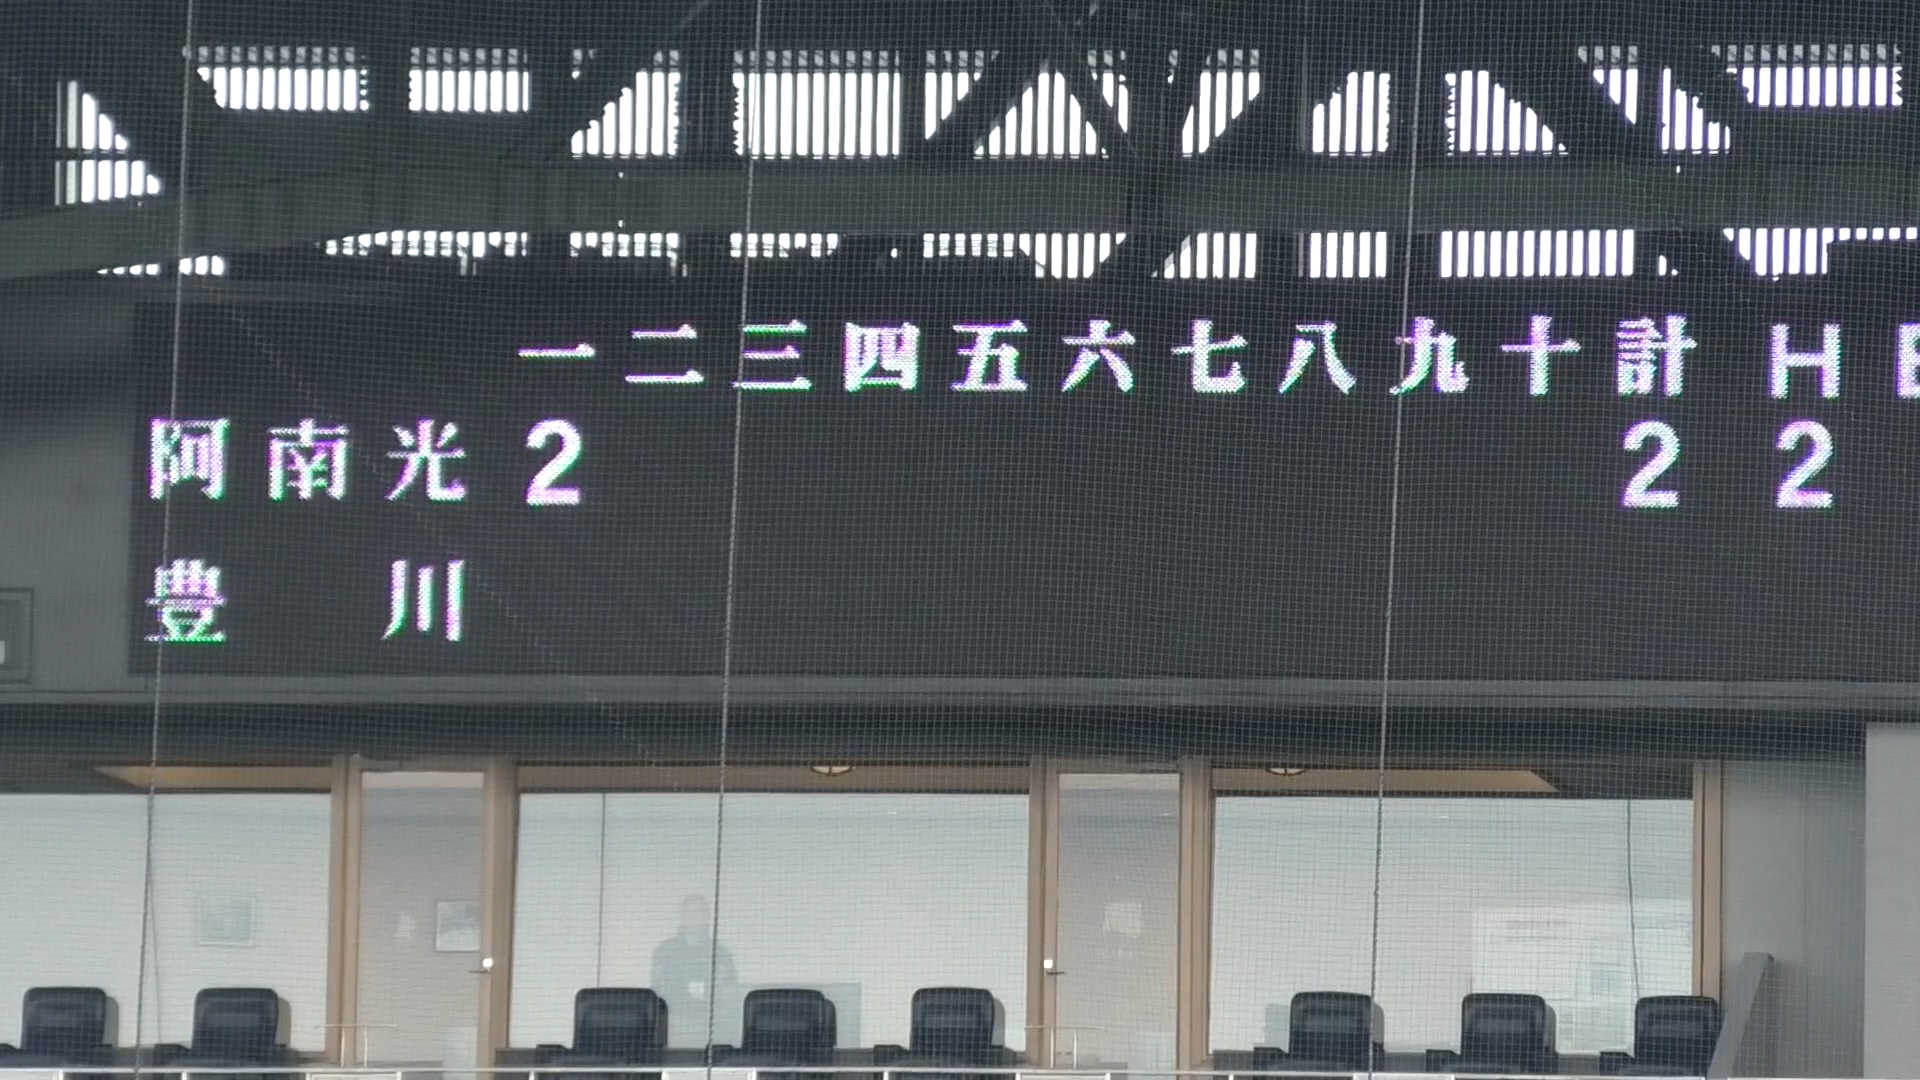 一 二 三 四 五 六 七 八 九 十 計 H
阿南光 2 2 2
豊川